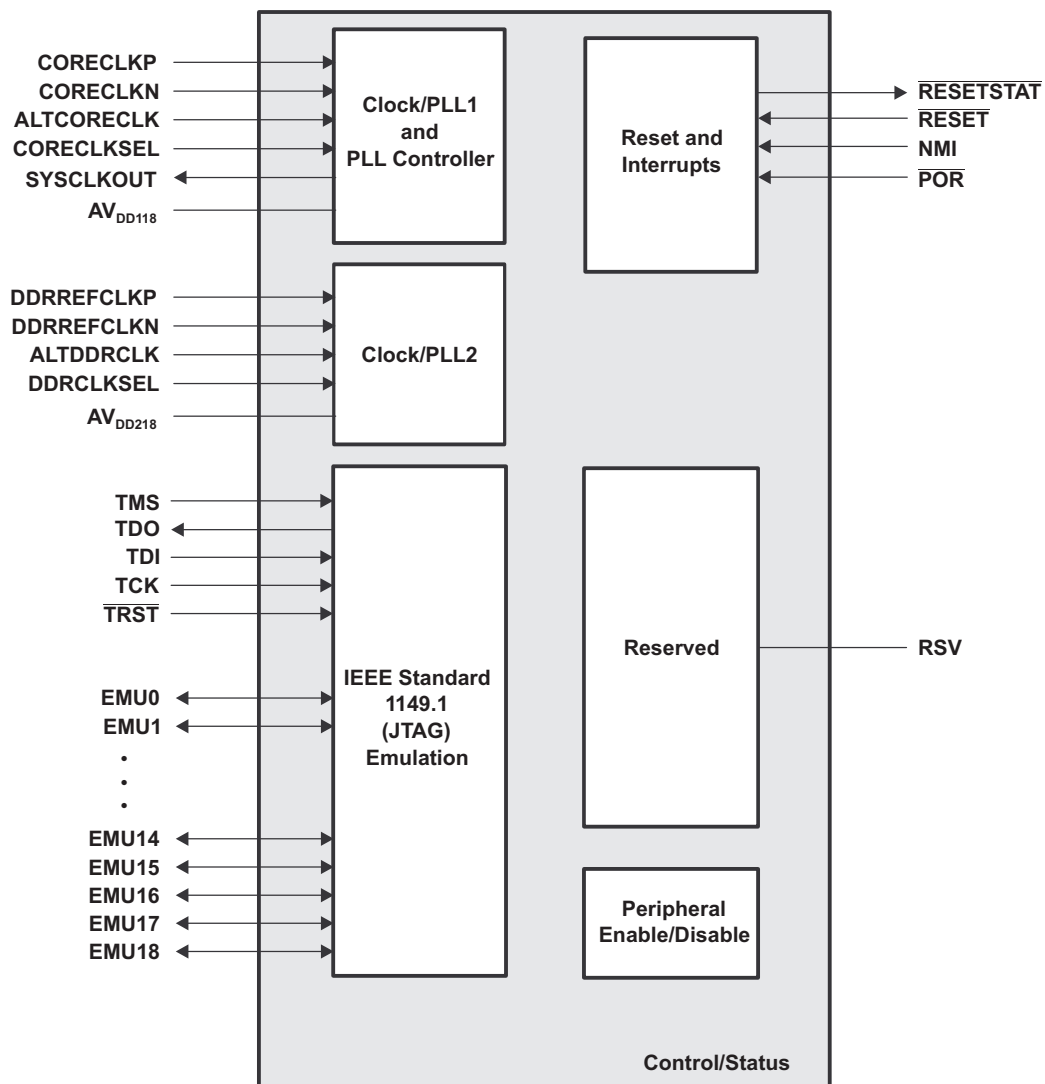 CORECLKP
CORECLKN
ALTCORECLK
CORECLKSEL
SYSCLKOUT
AVDD118
Clock/PLL1
and
PLL Controller
Reset and
Interrupts
RESETSTAT
RESET
NMI
POR
DDRREFCLKP
DDRREFCLKN
ALTDDRCLK
DDRCLKSEL
AVDD218
Clock/PLL2
TMS
TDO
TDI
TCK
TRST
EMU0
EMU1
•
•
•
EMU14
EMU15
EMU16
EMU17
EMU18
IEEE Standard
1149.1
(JTAG)
Emulation
Reserved
RSV
Peripheral
Enable/Disable
Control/Status